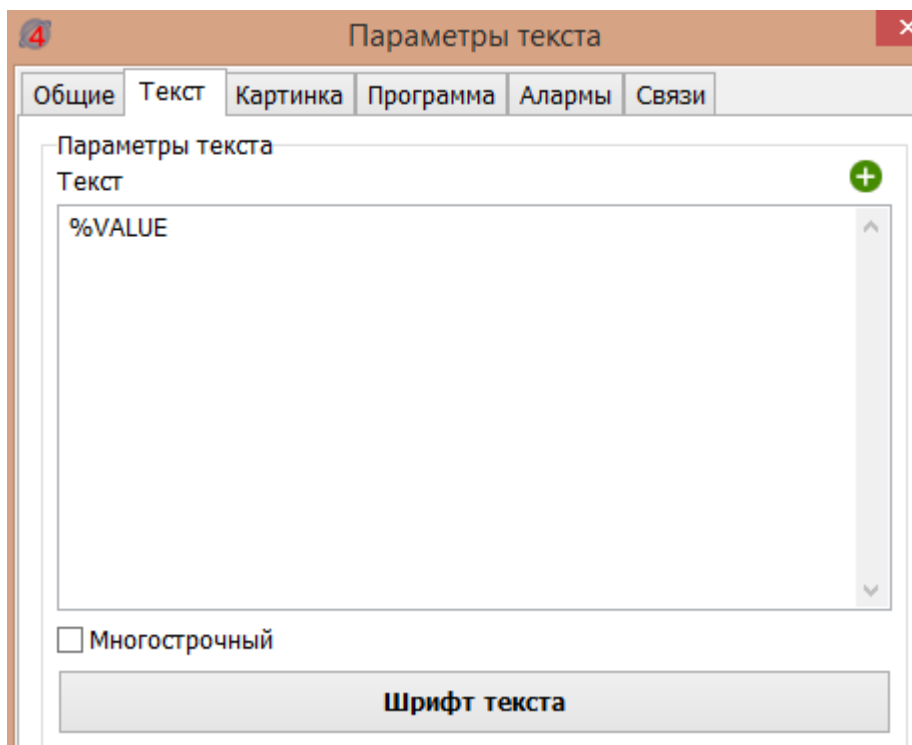 4
Параметры текста
Общие Текст Картинка Программа Алармы Связи
Параметры текста
Текст
%VALUE
Многострочный
Шрифт текста